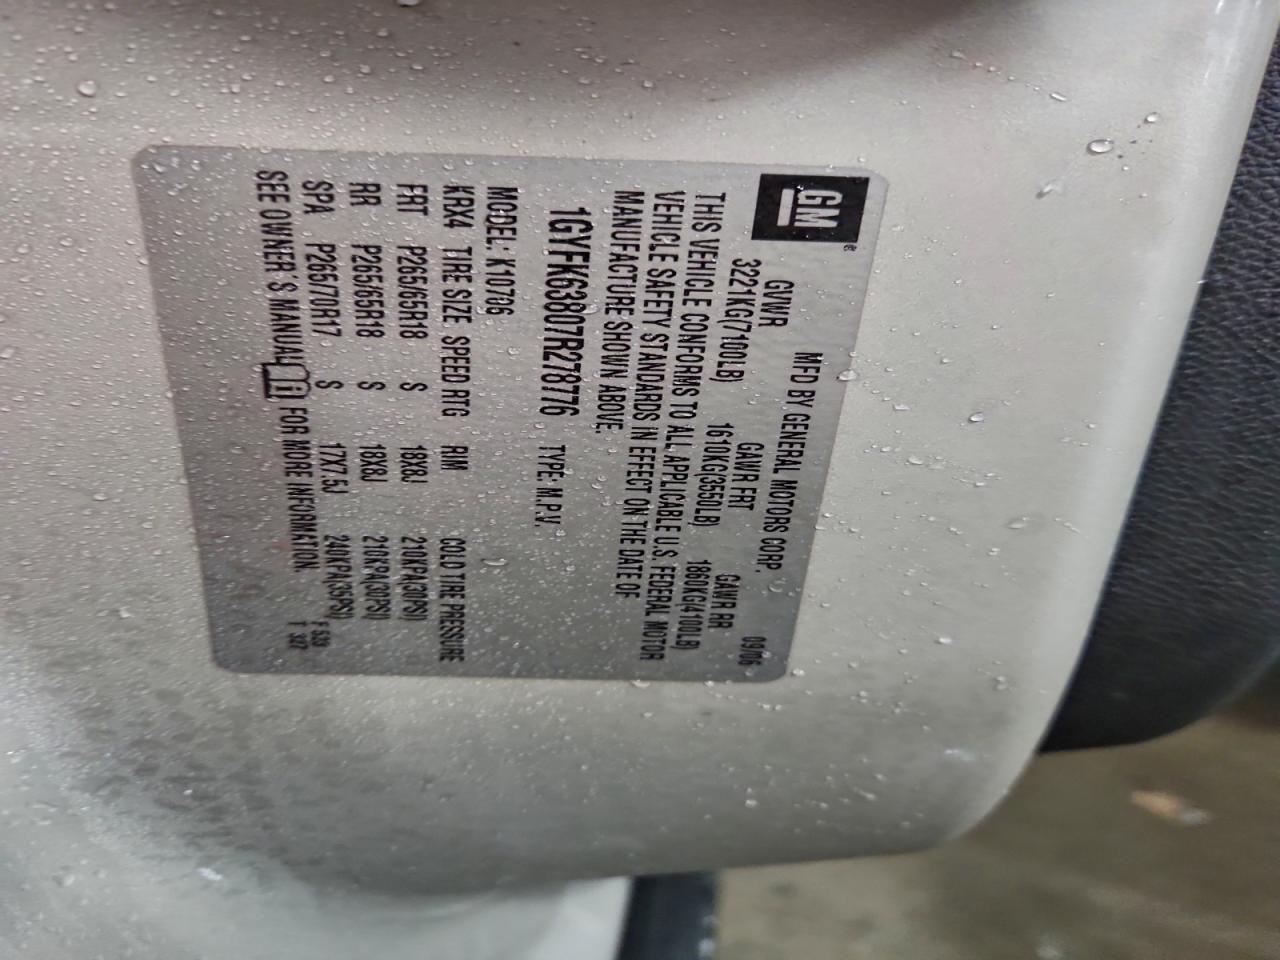 GM®
MFD BY GENERAL MOTORS CORP. 09/06
GVWR GAWR FRT GAWR RR
3221KG(7100LB) 1610KG(3550LB) 1860KG(4100LB)
THIS VEHICLE CONFORMS TO ALL APPLICABLE U.S. FEDERAL MOTOR
VEHICLE SAFETY STANDARDS IN EFFECT ON THE DATE OF
MANUFACTURE SHOWN ABOVE.
1GYFK63807R278776 TYPE: M.P.V.
MODEL: K10706
KRX4 TIRE SIZE SPEED RTG RIM COLD TIRE PRESSURE
FRT P265/65R18 S 18X8J 210KPA(30PSI)
RR P265/65R18 S 18X8J 210KPA(30PSI)
SPA P265/70R17 S 17X7.5J 240KPA(35PSI)
SEE OWNER'S MANUAL i FOR MORE INFORMATION.